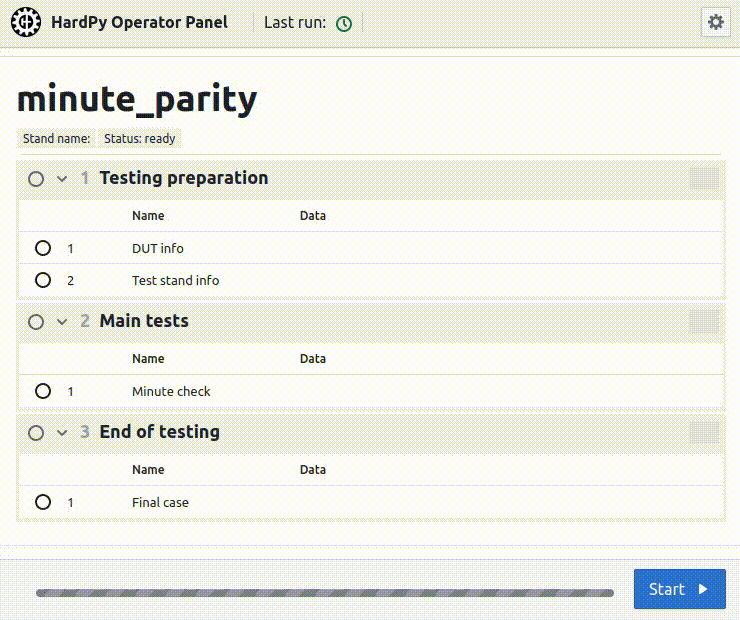 HardPy Operator Panel Last run:
minute_parity
Stand name: Status: ready
1 Testing preparation
Name Data
1 DUT info
2 Test stand info
2 Main tests
Name Data
1 Minute check
3 End of testing
Name Data
1 Final case
Start